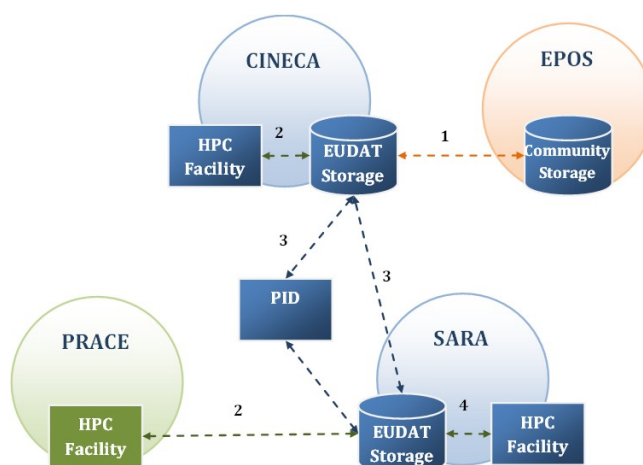 CINECA
EPOS
HPC
Facility
2
EUDAT
Storage
1
Community
Storage
3
3
PID
PRACE
SARA
HPC
Facility
2
EUDAT
Storage
4
HPC
Facility